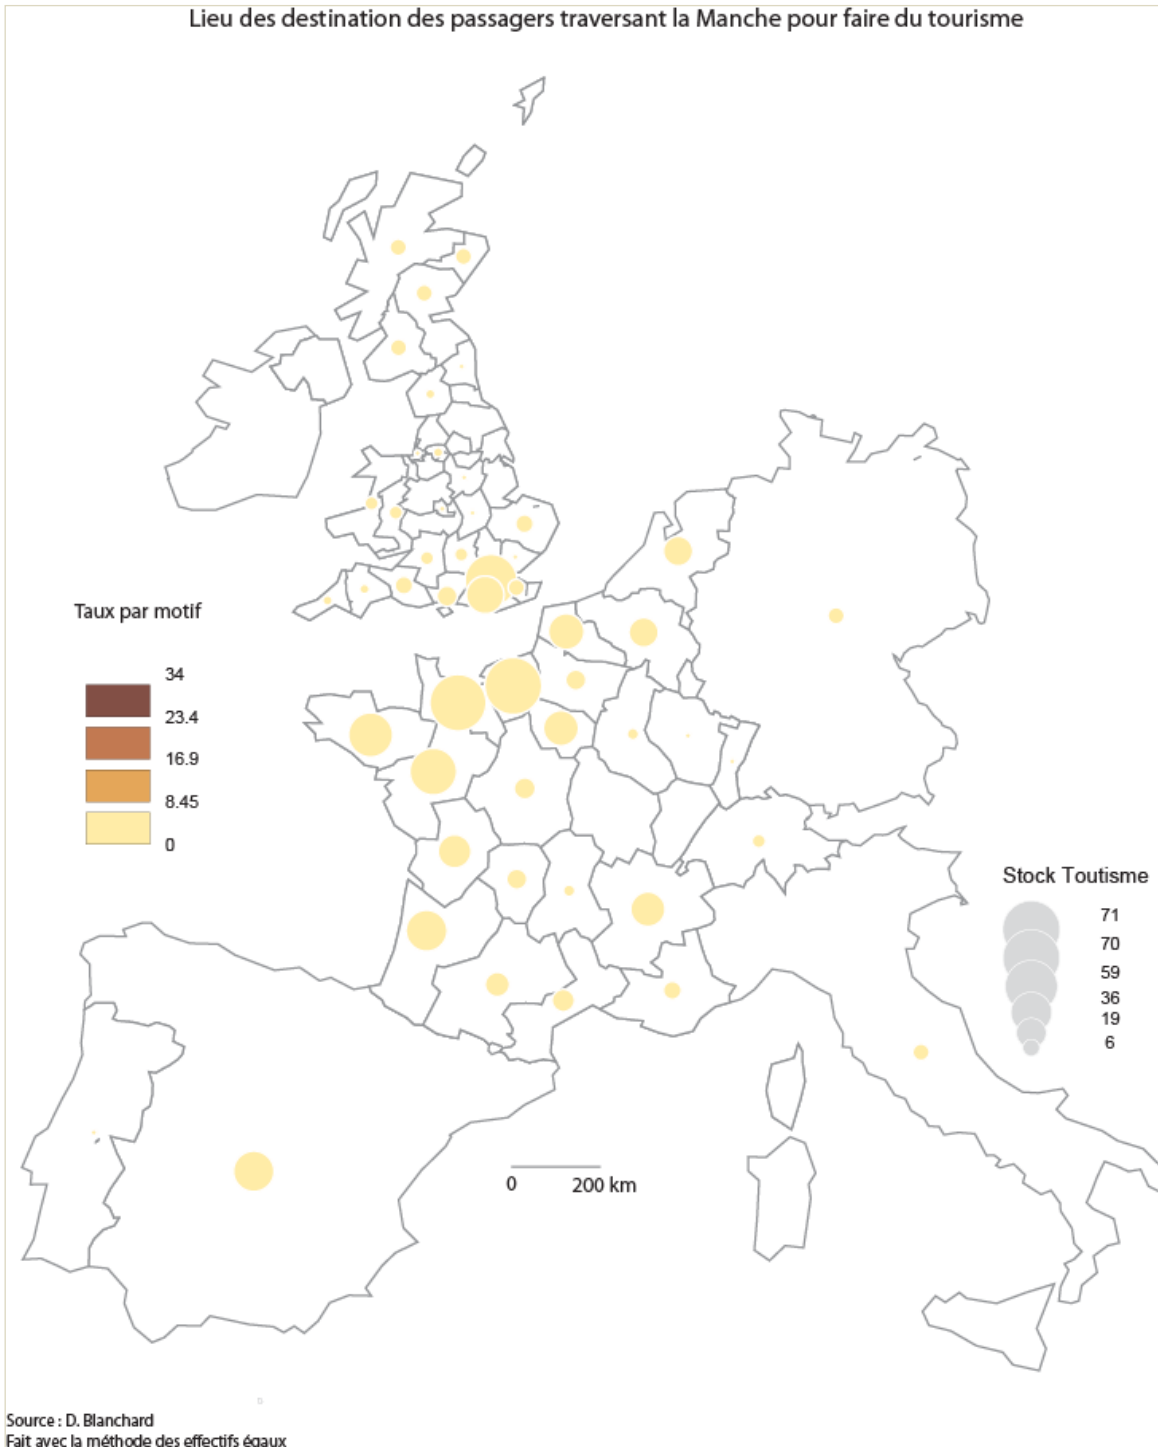 Lieu des destination des passagers traversant la Manche pour faire du tourisme
Taux par motif
34
23.4
16.9
8.45
0
Stock Toutisme
71
70
59
36
19
6
0 200 km
Source : D. Blanchard
Fait avec la méthode des effectifs égaux